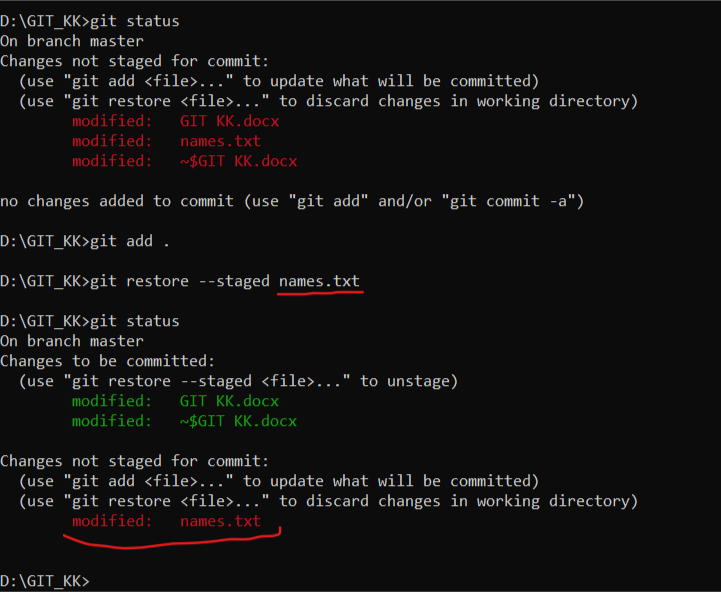 D:\GIT_KK>git status
On branch master
Changes not staged for commit:
  (use "git add <file>..." to update what will be committed)
  (use "git restore <file>..." to discard changes in working directory)
        modified:   GIT KK.docx
        modified:   names.txt
        modified:   ~$GIT KK.docx

no changes added to commit (use "git add" and/or "git commit -a")

D:\GIT_KK>git add .

D:\GIT_KK>git restore --staged names.txt

D:\GIT_KK>git status
On branch master
Changes to be committed:
  (use "git restore --staged <file>..." to unstage)
        modified:   GIT KK.docx
        modified:   ~$GIT KK.docx

Changes not staged for commit:
  (use "git add <file>..." to update what will be committed)
  (use "git restore <file>..." to discard changes in working directory)
        modified:   names.txt

D:\GIT_KK>